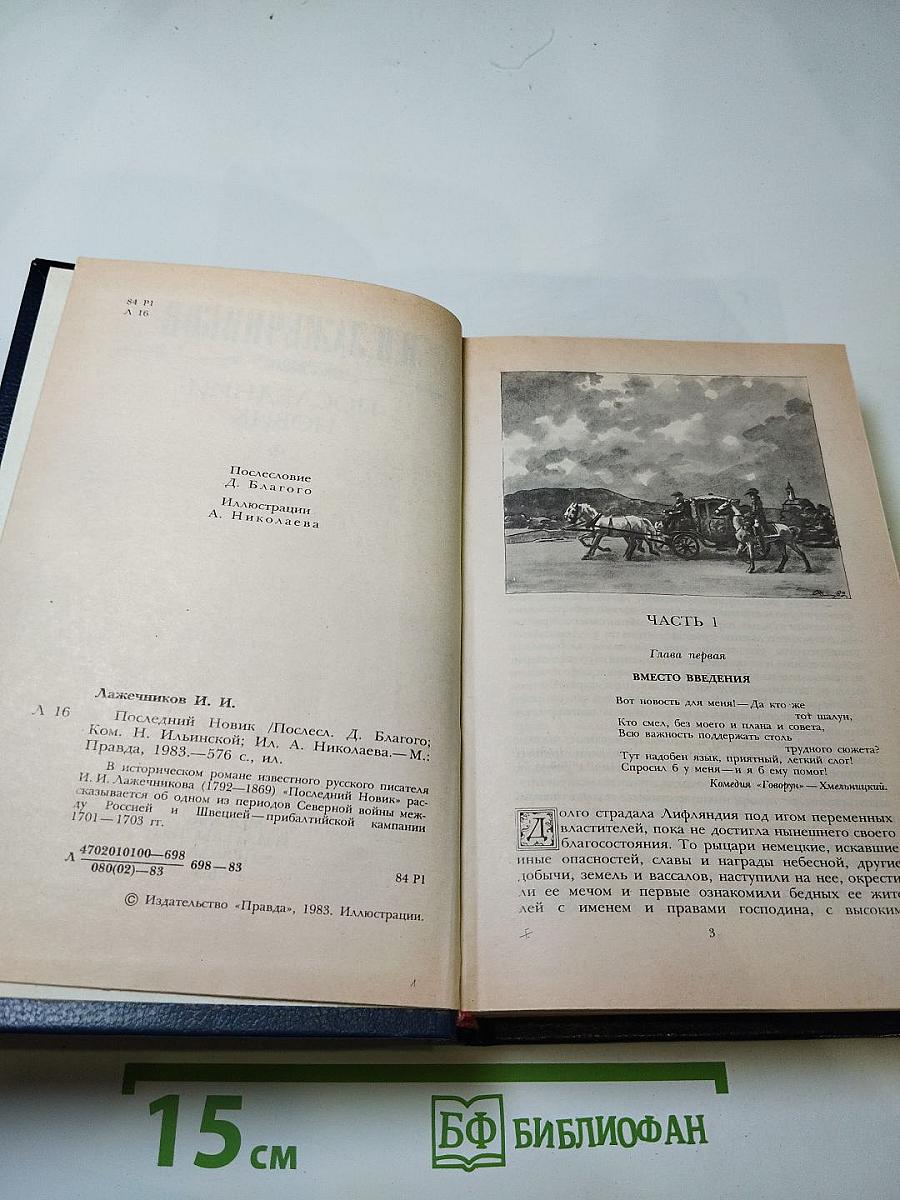 84 Р1
Л 16
Послесловие
Д. Благого
Иллюстрации
А. Николаева
Лажечников И. И.
Л 16 Последний Новик /Послесл. Д. Благого;
Ком. Н. Ильинской; Ил. А. Николаева.— М.:
Правда, 1983.—576 с., ил.
В историческом романе известного русского писателя
И. И. Лажечникова (1792—1869) «Последний Новик» рас-
сказывается об одном из периодов Северной войны меж-
ду Россией и Швецией—прибалтийской кампании
1701—1703 гг.
Л 4702010100—698
080(02)—83
698—83
84 Р1
© Издательство «Правда», 1983. Иллюстрации.
ЧАСТЬ 1
Глава первая
ВМЕСТО ВВЕДЕНИЯ
Вот новость для меня!—Да кто же
тот шалун,
Кто смел, без моего и плана и совета,
Всю важность поддержать столь
трудного сюжета?
Тут надобен язык, приятный, легкий слог!
Спросил б у меня—и я б ему помог!
Комедия «Говорун»—Хмельницкий.
Долго страдала Лифляндия под игом переменных
властителей, пока не достигла нынешнего своего
благосостояния. То рыцари немецкие, искавшие
иные опасностей, славы и награды небесной, другие
добычи, земель и вассалов, наступили на нее, окрести
ли ее мечом и первые ознакомили бедных ее жите
лей с именем и правами господина, с высоким
3
15 см
БФ БИБЛИОФАН